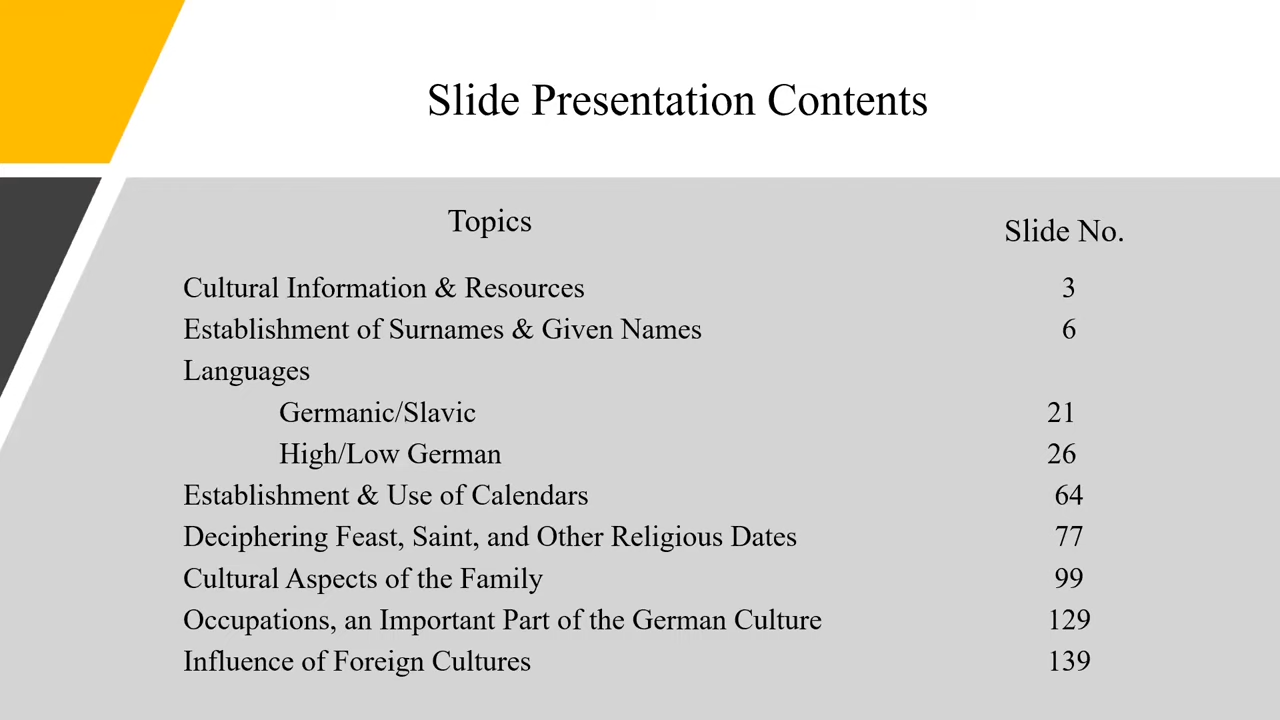 Slide Presentation Contents
Topics Slide No.
Cultural Information & Resources 3
Establishment of Surnames & Given Names 6
Languages
Germanic/Slavic 21
High/Low German 26
Establishment & Use of Calendars 64
Deciphering Feast, Saint, and Other Religious Dates 77
Cultural Aspects of the Family 99
Occupations, an Important Part of the German Culture 129
Influence of Foreign Cultures 139